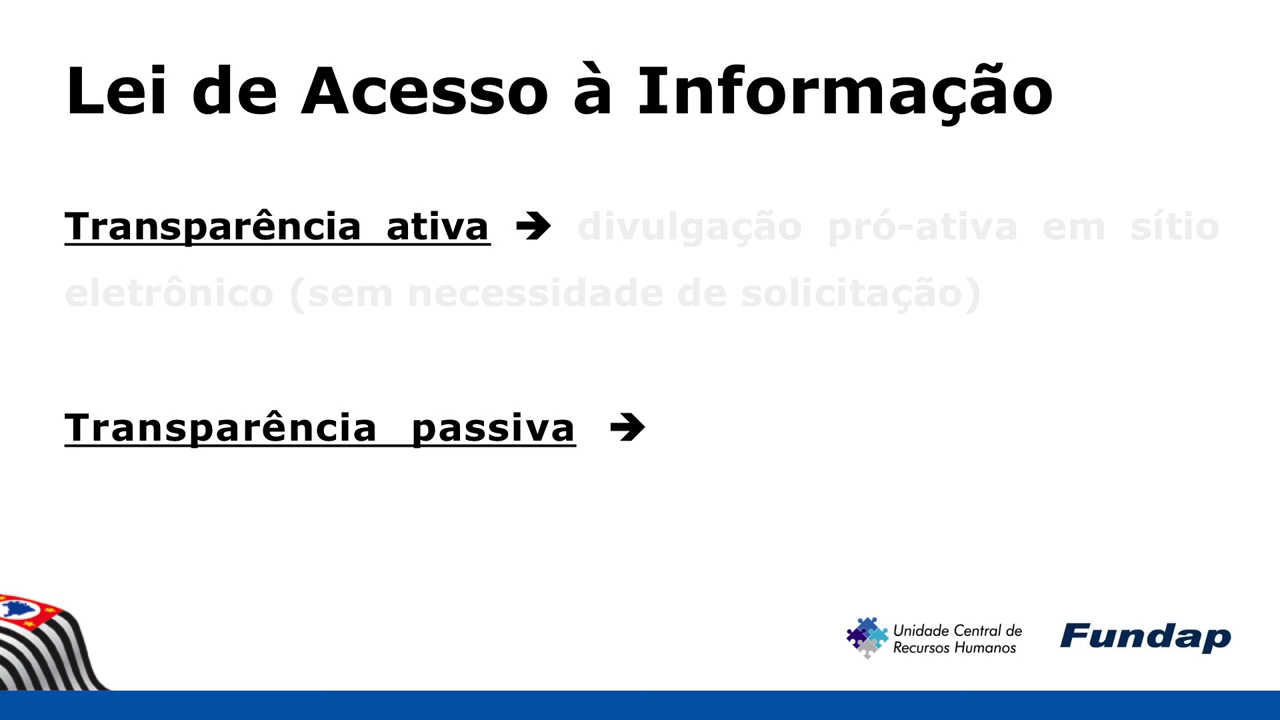 Lei de Acesso à Informação
Transparência ativa ➔ divulgação pró-ativa em sítio
eletrônico (sem necessidade de solicitação)
Transparência passiva ➔
Unidade Central de
Recursos Humanos
Fundap